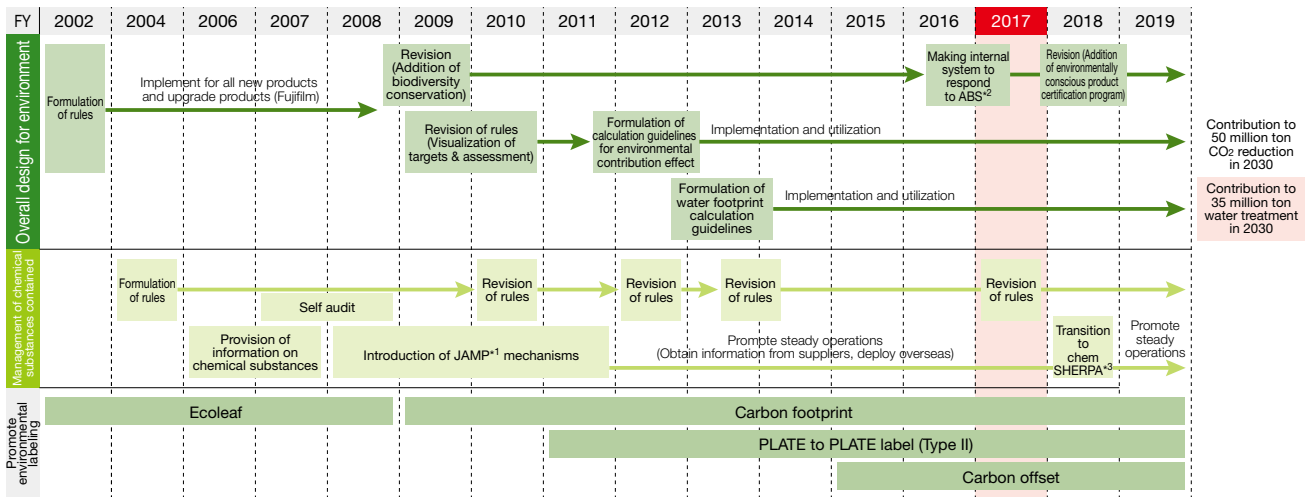 FY 2002 2004 2006 2007 2008 2009 2010 2011 2012 2013 2014 2015 2016 2017 2018 2019
Overall design for environment
Formulation
of rules
Implement for all new products
and upgrade products (Fujifilm)
Revision
(Addition of
biodiversity
conservation)
Making internal
system to
respond
to ABS*2
Revision (Addition
of environmentally
conscious product
certification program)
Revision of rules
(Visualization of
targets & assessment)
Formulation of
calculation guidelines
for environmental
contribution effect
Implementation and utilization
Contribution to
50 million ton
CO2 reduction
in 2030
Formulation of
water footprint
calculation
guidelines
Implementation and utilization
Contribution to
35 million ton
water treatment
in 2030
Management of chemical
substances contained
Formulation
of rules
Self audit
Revision
of rules
Revision
of rules
Revision
of rules
Revision
of rules
Provision of
information on
chemical substances
Introduction of JAMP*1 mechanisms
Promote steady operations
(Obtain information from suppliers, deploy overseas)
Transition
to
chem
SHERPA*3
Promote
steady
operations
Promote
environmental
labeling
Ecoleaf
Carbon footprint
PLATE to PLATE label (Type II)
Carbon offset